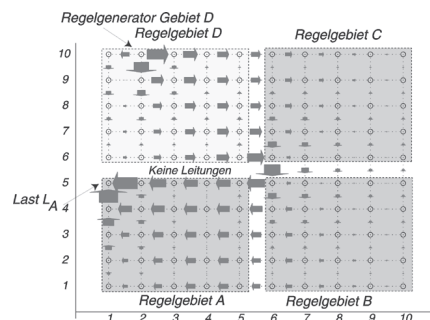 Regelgenerator Gebiet D
Regelgebiet D
Regelgebiet C
10
9
8
7
6
Keine Leitungen
5
Last L_A
4
3
2
1
Regelgebiet A
Regelgebiet B
1 2 3 4 5 6 7 8 9 10